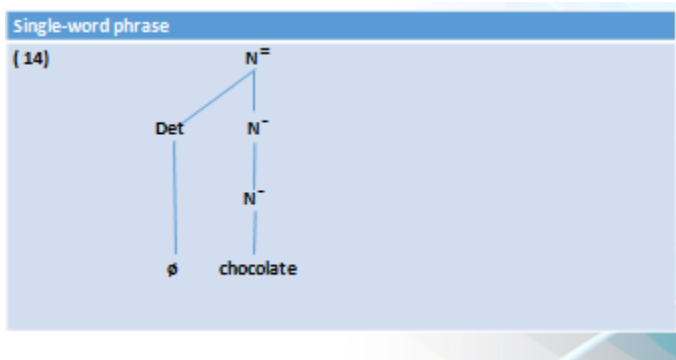 Single-word phrase
( 14)
N⁼
Det N⁻
N⁻
ø chocolate